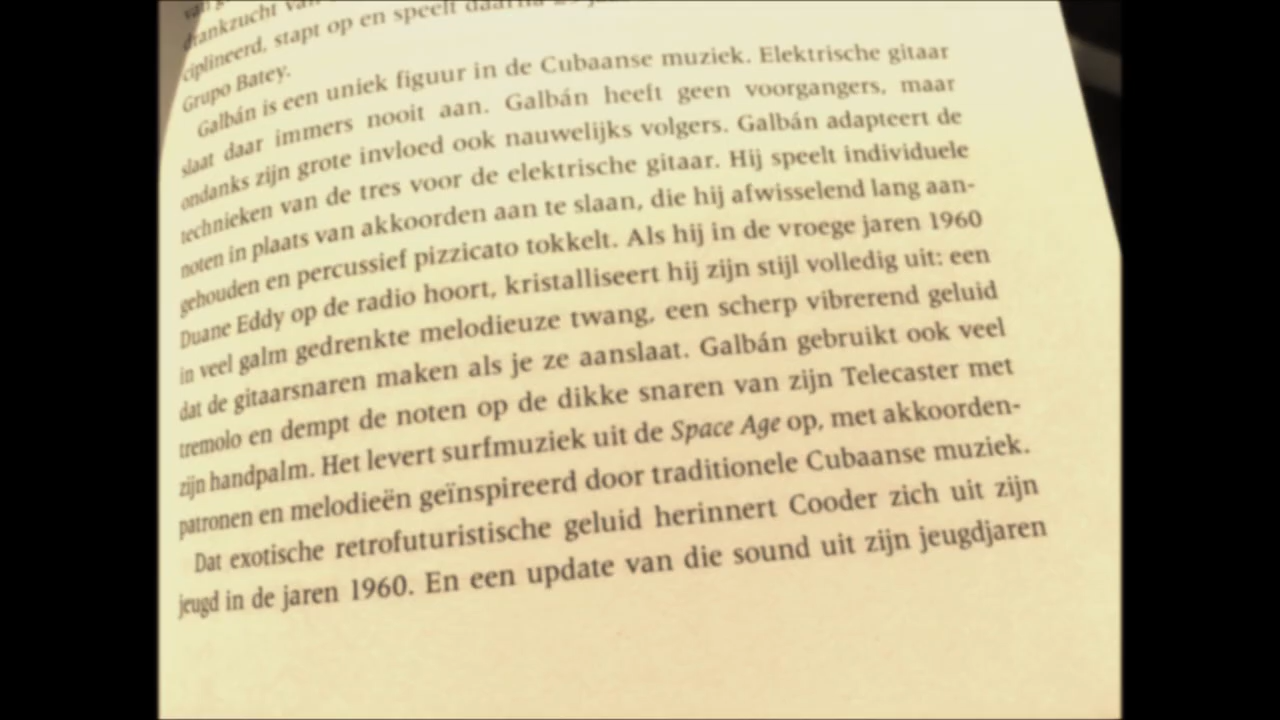 drankzucht
ciplineerd, stapt op en speelt daarna
Grupo Batey.
Galbán is een uniek figuur in de Cubaanse muziek. Elektrische gitaar
slaat daar immers nooit aan. Galbán heeft geen voorgangers, maar
ondanks zijn grote invloed ook nauwelijks volgers. Galbán adapteert de
technieken van de tres voor de elektrische gitaar. Hij speelt individuele
noten in plaats van akkoorden aan te slaan, die hij afwisselend lang aan-
gehouden en percussief pizzicato tokkelt. Als hij in de vroege jaren 1960
Duane Eddy op de radio hoort, kristalliseert hij zijn stijl volledig uit: een
in veel galm gedrenkte melodieuze twang, een scherp vibrerend geluid
dat de gitaarsnaren maken als je ze aanslaat. Galbán gebruikt ook veel
tremolo en dempt de noten op de dikke snaren van zijn Telecaster met
zijn handpalm. Het levert surfmuziek uit de Space Age op, met akkoorden-
patronen en melodieën geïnspireerd door traditionele Cubaanse muziek.
Dat exotische retrofuturistische geluid herinnert Cooder zich uit zijn
jeugd in de jaren 1960. En een update van die sound uit zijn jeugdjaren